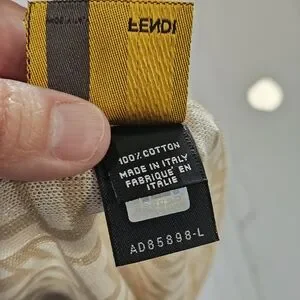 FENDI
MADE IN ITALY
100% COTTON
MADE IN ITALY
FABRIQUÉ EN
ITALIE
AD85898-L